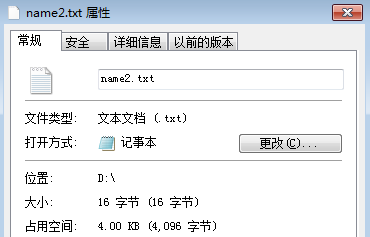 name2.txt 属性
常规 安全 详细信息 以前的版本
name2.txt
文件类型: 文本文档 (.txt)
打开方式: 记事本 更改(C)...
位置: D:\
大小: 16 字节 (16 字节)
占用空间: 4.00 KB (4,096 字节)